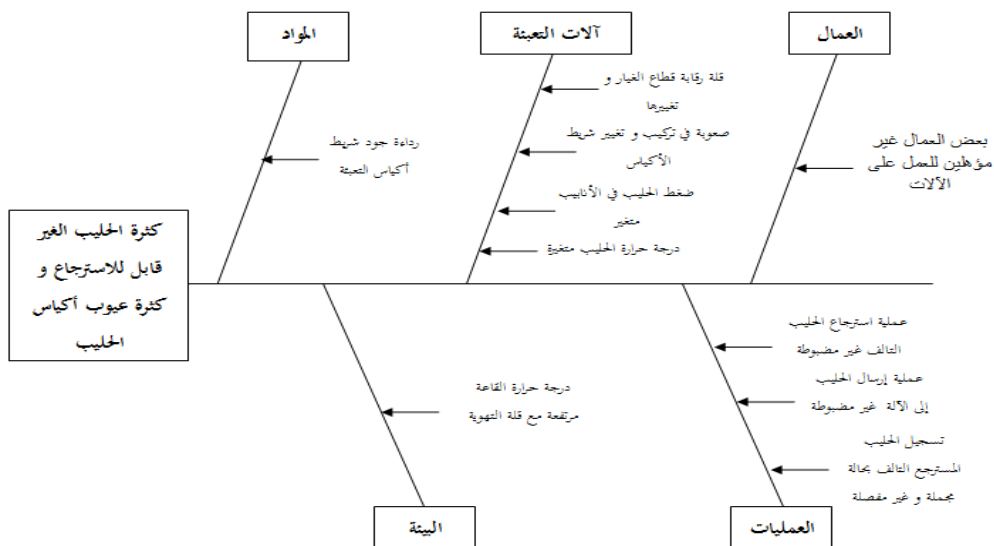 العمال
آلات التعبئة
المواد
بعض العمال غير
مؤهلين للعمل على
الآلات
قلة رقابة قطاع الغيار و
تغييرها
صعوبة في تركيب و تغيير شريط
الأكياس
ضغط الحليب في الأنابيب
متغير
درجة حرارة الحليب متغيرة
رداءة جود شريط
أكياس التعبئة
كثرة الحليب الغير
قابل للاسترجاع و
كثرة عيوب أكياس
الحليب
عملية استرجاع الحليب
التالف غير مضبوطة
عملية إرسال الحليب
إلى الآلة غير مضبوطة
تسجيل الحليب
المسترجع التالف بحالة
مجملة و غير مفصلة
درجة حرارة القاعة
مرتفعة مع قلة التهوية
العمليات
البيئة